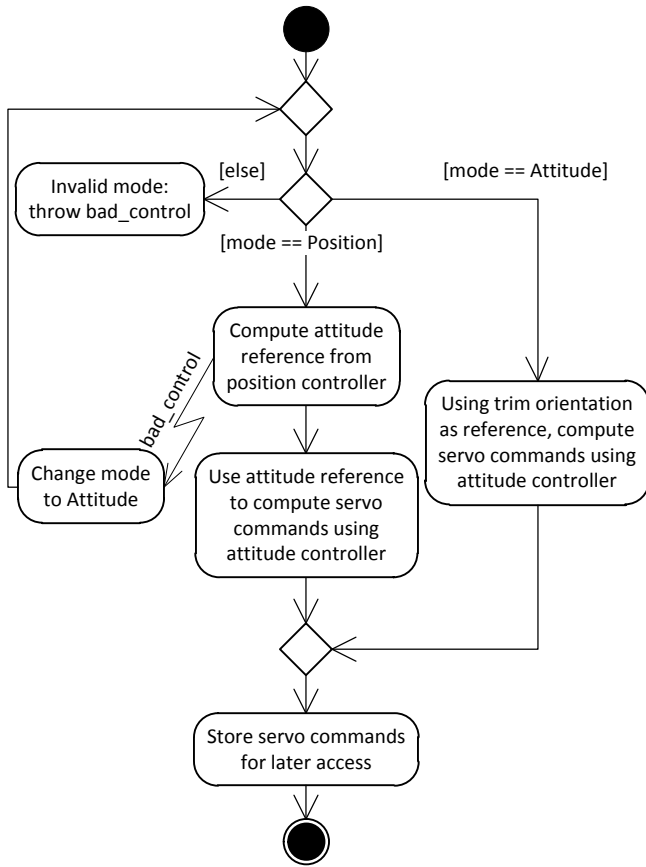 [else]
[mode == Attitude]
Invalid mode:
throw bad_control
[mode == Position]
Compute attitude
reference from
position controller
bad_control
Using trim orientation
as reference, compute
servo commands using
attitude controller
Change mode
to Attitude
Use attitude reference
to compute servo
commands using
attitude controller
Store servo commands
for later access